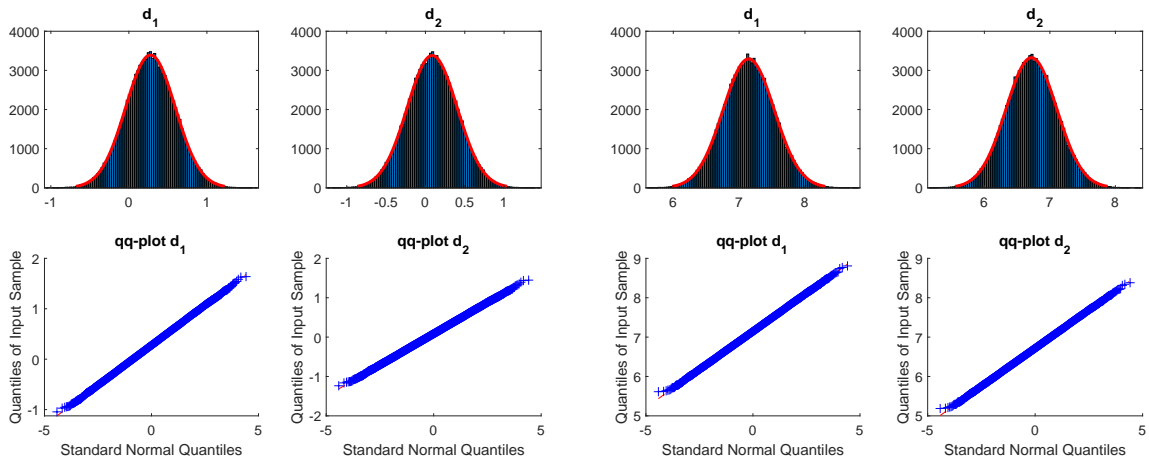 d1
d2
d1
d2
4000
3000
2000
1000
0
-1 0 1
4000
3000
2000
1000
0
-1 -0.5 0 0.5 1
4000
3000
2000
1000
0
6 7 8
4000
3000
2000
1000
0
6 7 8
qq-plot d1
qq-plot d2
qq-plot d1
qq-plot d2
Quantiles of Input Sample
2
1
0
-1
-5 0 5
Standard Normal Quantiles
Quantiles of Input Sample
2
1
0
-1
-2
-5 0 5
Standard Normal Quantiles
Quantiles of Input Sample
9
8
7
6
5
-5 0 5
Standard Normal Quantiles
Quantiles of Input Sample
9
8
7
6
5
-5 0 5
Standard Normal Quantiles